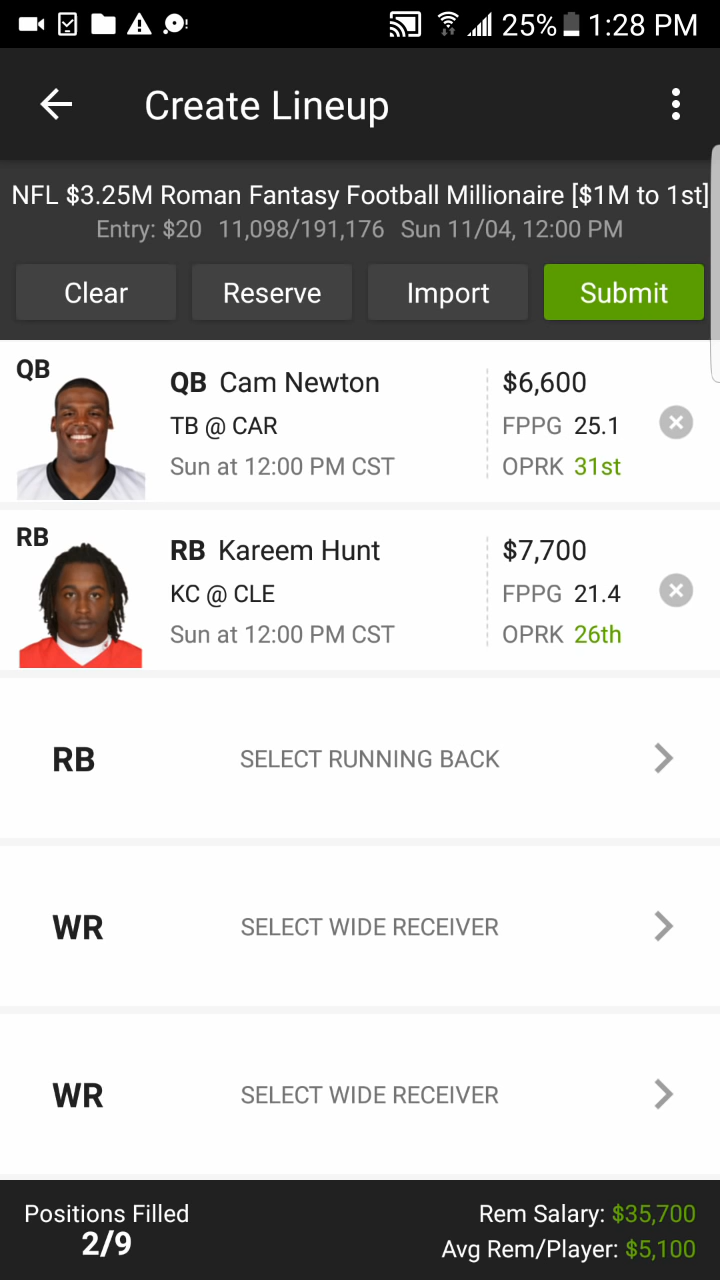 25% 1:28 PM
Create Lineup
NFL $3.25M Roman Fantasy Football Millionaire [$1M to 1st]
Entry: $20 11,098/191,176 Sun 11/04, 12:00 PM
Clear Reserve Import Submit
QB
QB Cam Newton $6,600
TB @ CAR FPPG 25.1
Sun at 12:00 PM CST OPRK 31st
RB
RB Kareem Hunt $7,700
KC @ CLE FPPG 21.4
Sun at 12:00 PM CST OPRK 26th
RB SELECT RUNNING BACK
WR SELECT WIDE RECEIVER
WR SELECT WIDE RECEIVER
Positions Filled Rem Salary: $35,700
2/9 Avg Rem/Player: $5,100